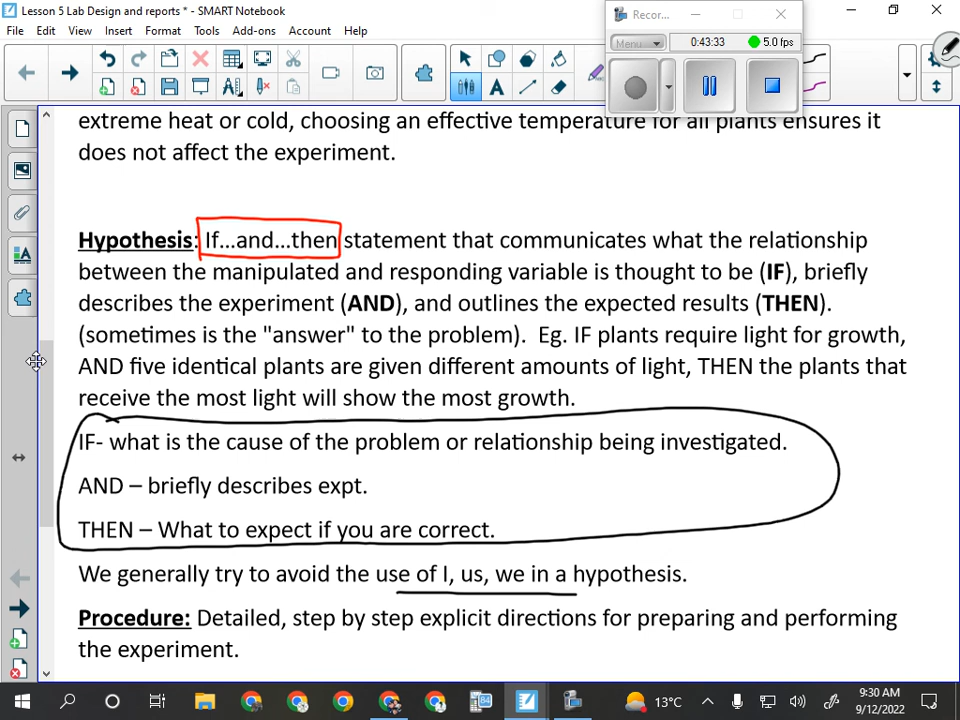 Lesson 5 Lab Design and reports * - SMART Notebook
Recor...
File Edit View Insert Format Tools Add-ons Account Help
Menu 0:43:33 5.0 fps
extreme heat or cold, choosing an effective temperature for all plants ensures it
does not affect the experiment.
Hypothesis: If...and...then statement that communicates what the relationship
between the manipulated and responding variable is thought to be (IF), briefly
describes the experiment (AND), and outlines the expected results (THEN).
(sometimes is the "answer" to the problem). Eg. IF plants require light for growth,
AND five identical plants are given different amounts of light, THEN the plants that
receive the most light will show the most growth.
IF- what is the cause of the problem or relationship being investigated.
AND – briefly describes expt.
THEN – What to expect if you are correct.
We generally try to avoid the use of I, us, we in a hypothesis.
Procedure: Detailed, step by step explicit directions for preparing and performing
the experiment.
13°C
9:30 AM
9/12/2022